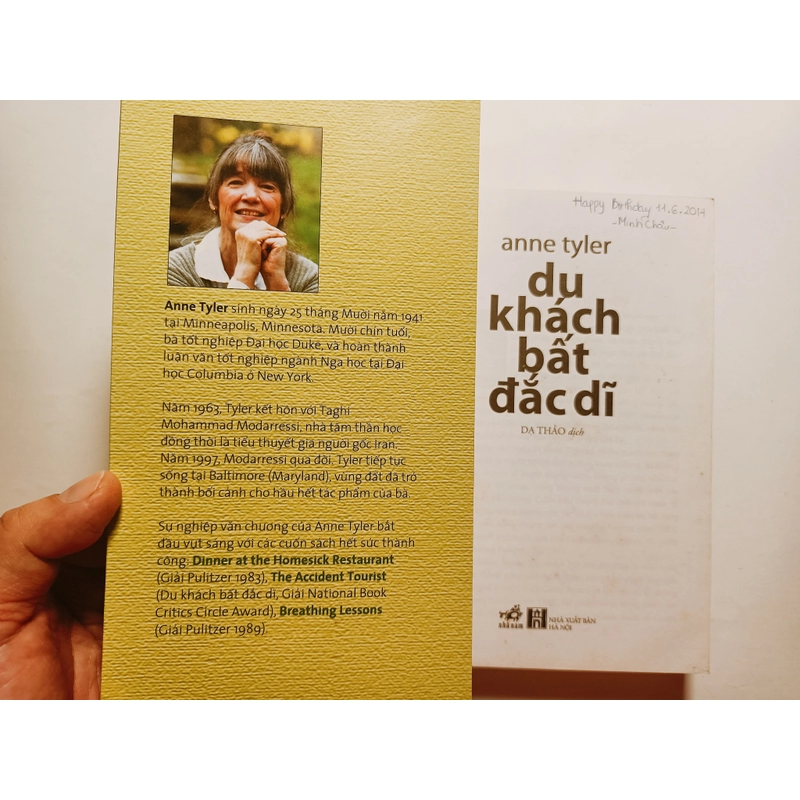 Anne Tyler sinh ngày 25 tháng Mười năm 1941
tại Minneapolis, Minnesota. Mười chín tuổi,
bà tốt nghiệp Đại học Duke, và hoàn thành
luận văn tốt nghiệp ngành Nga học tại Đại
học Columbia ở New York.
Năm 1963, Tyler kết hôn với Taghi
Mohammad Modarressi, nhà tâm thần học
đồng thời là tiểu thuyết gia người gốc Iran.
Năm 1997, Modarressi qua đời. Tyler tiếp tục
sống tại Baltimore (Maryland), vùng đất đã trở
thành bối cảnh cho hầu hết tác phẩm của bà.
Sự nghiệp văn chương của Anne Tyler bắt
đầu vụt sáng với các cuốn sách hết sức thành
công: Dinner at the Homesick Restaurant
(Giải Pulitzer 1983), The Accident Tourist
(Du khách bất đắc dĩ, Giải National Book
Critics Circle Award), Breathing Lessons
(Giải Pulitzer 1989).
Happy Birthday 11.6.2014
-Minh Châu-
anne tyler
du
khách
bất
đắc dĩ
DẠ THẢO dịch
nhã nam
NHÀ XUẤT BẢN
HÀ NỘI